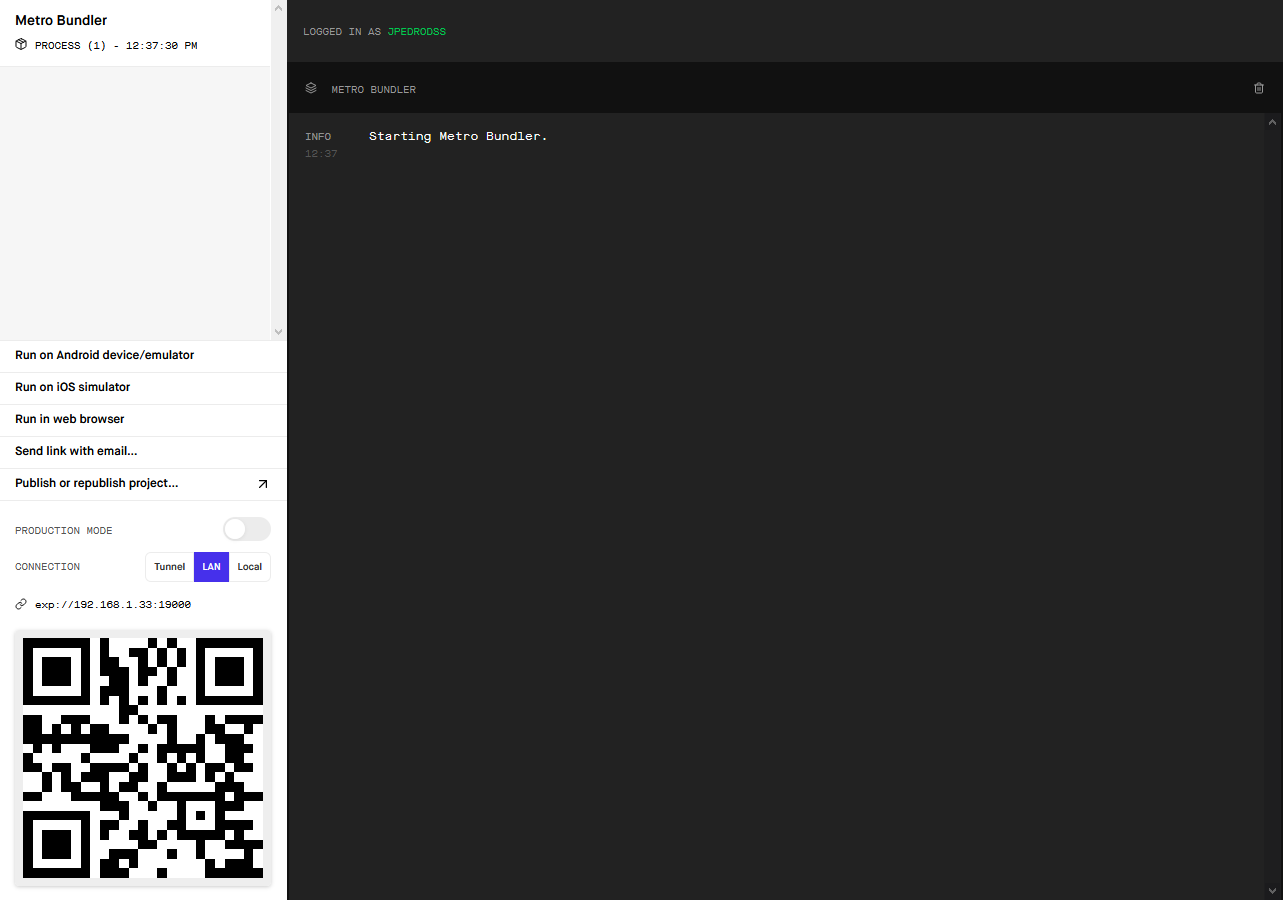 Metro Bundler
PROCESS (1) - 12:37:30 PM
Run on Android device/emulator
Run on iOS simulator
Run in web browser
Send link with email…
Publish or republish project…
PRODUCTION MODE
CONNECTION
Tunnel LAN Local
exp://192.168.1.33:19000
LOGGED IN AS JPEDRODSS
METRO BUNDLER
INFO Starting Metro Bundler.
12:37